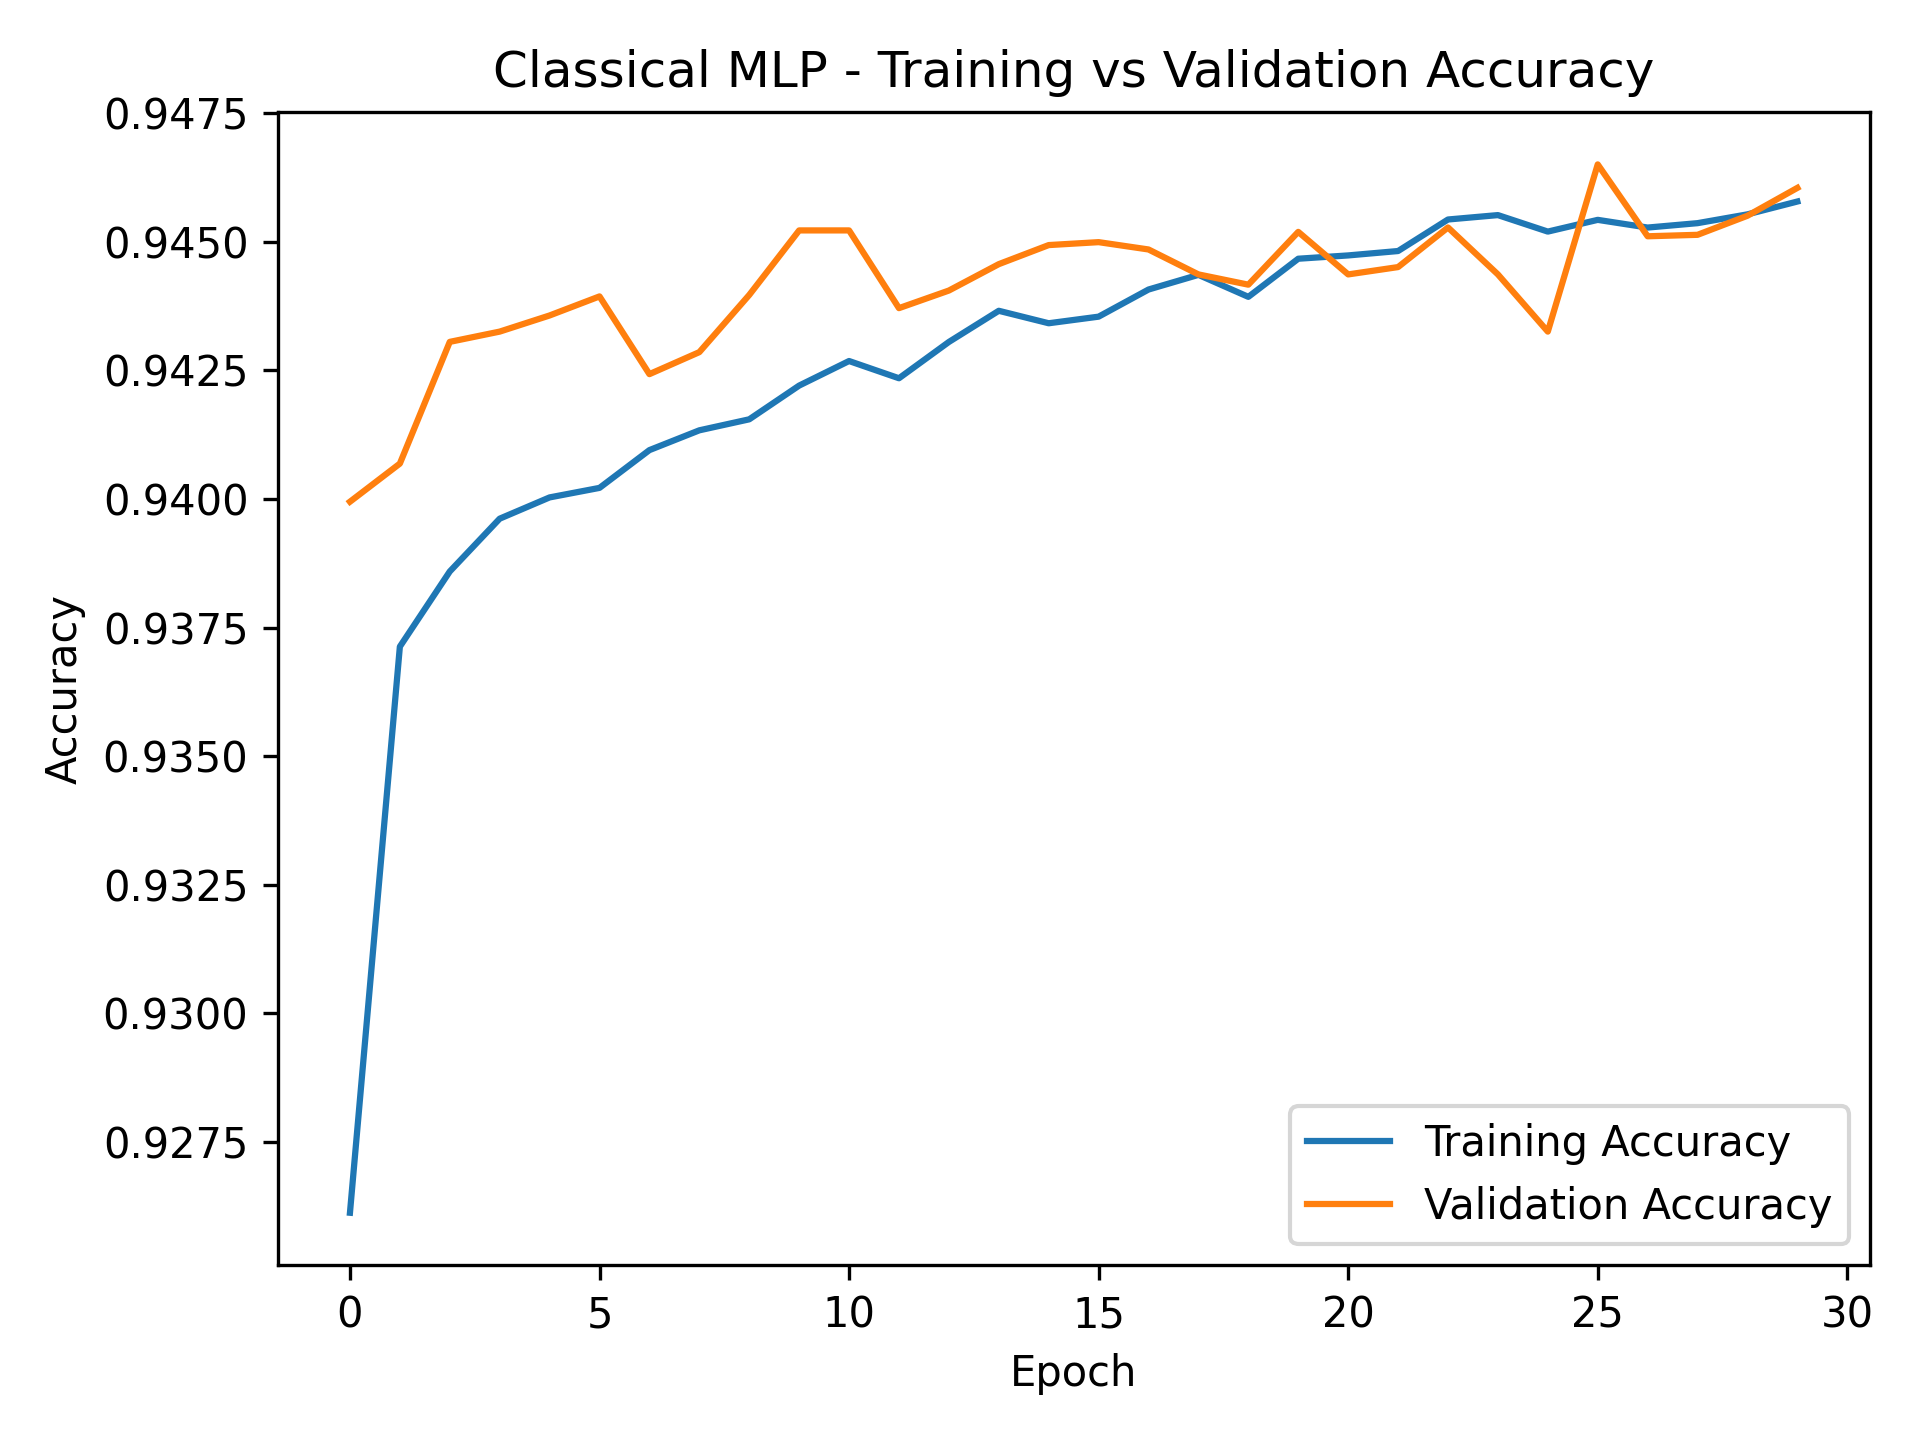 Classical MLP - Training vs Validation Accuracy
0.9475
0.9450
0.9425
0.9400
0.9375
0.9350
0.9325
0.9300
0.9275
Accuracy
0 5 10 15 20 25 30
Epoch
Training Accuracy
Validation Accuracy